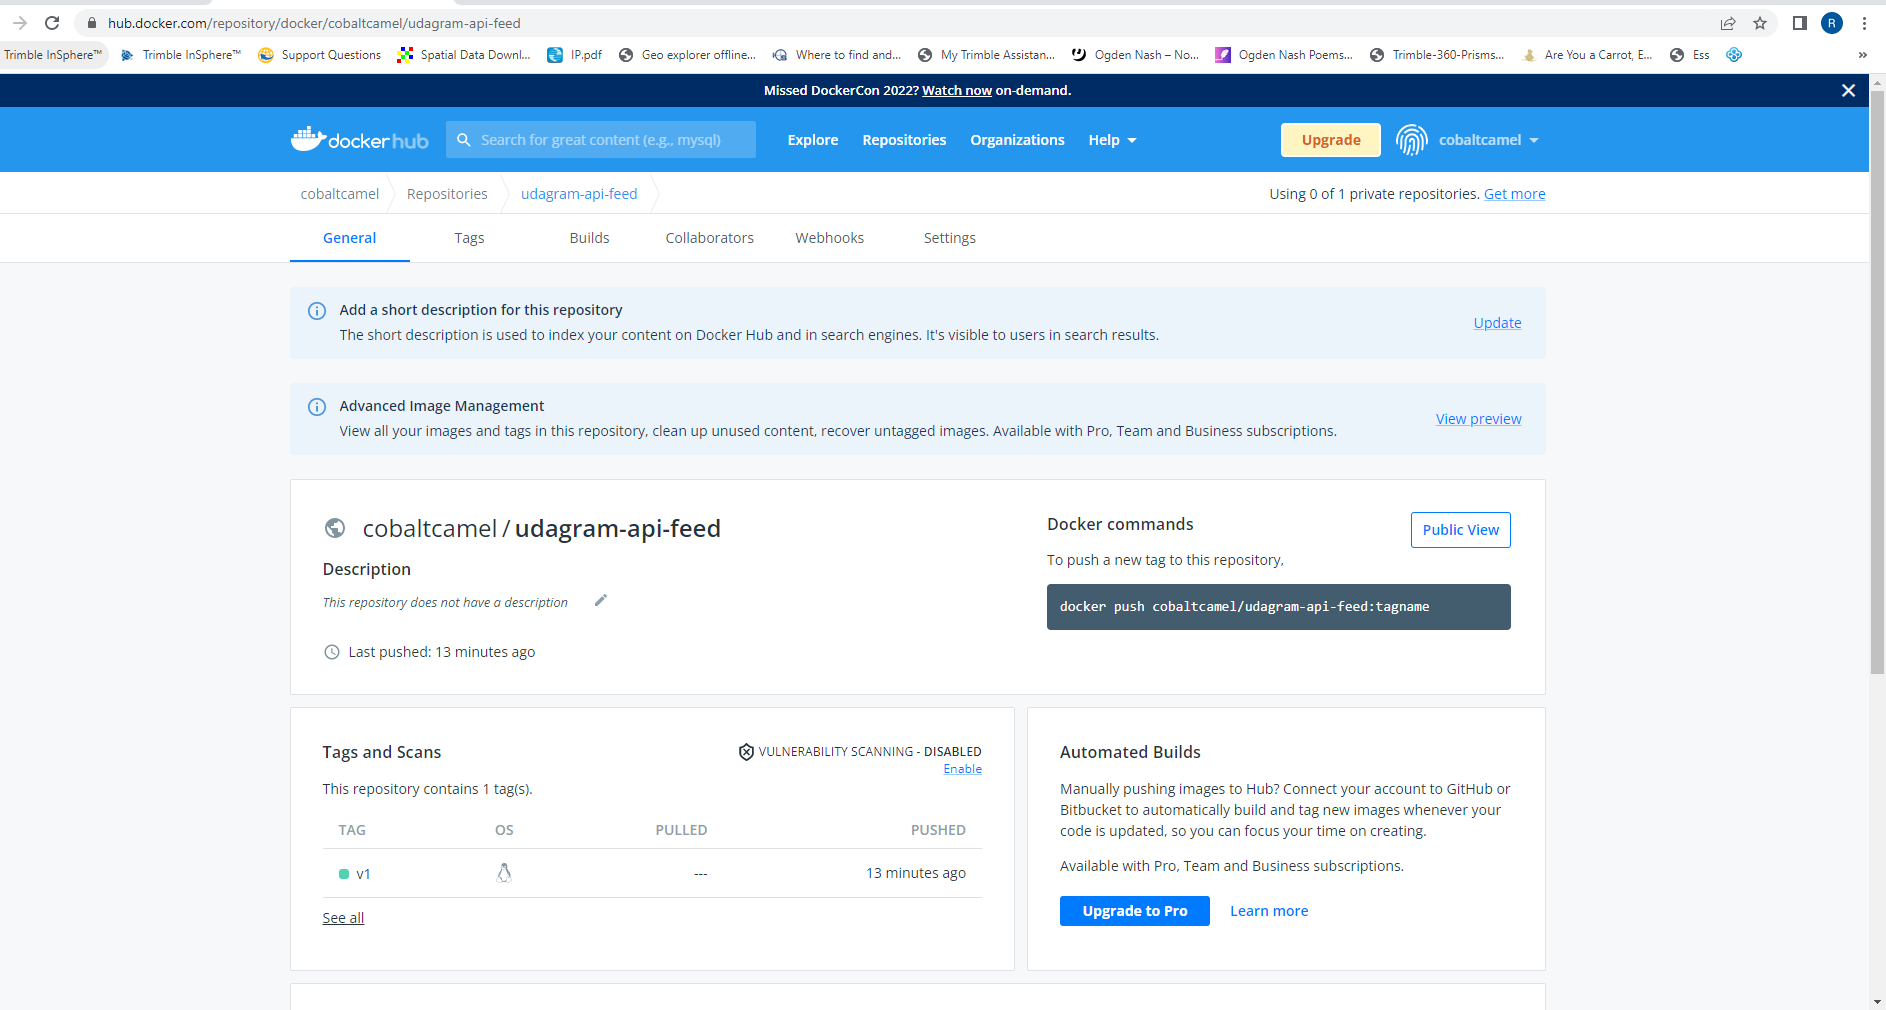 hub.docker.com/repository/docker/cobaltcamel/udagram-api-feed
R
Trimble InSphere™ Trimble InSphere™ Support Questions Spatial Data Downl... IP.pdf Geo explorer offline... Where to find and... My Trimble Assistan... Ogden Nash – No... Ogden Nash Poems... Trimble-360-Prisms... Are You a Carrot, E... Ess »
Missed DockerCon 2022? Watch now on-demand.
docker hub Search for great content (e.g., mysql) Explore Repositories Organizations Help Upgrade cobaltcamel
cobaltcamel Repositories udagram-api-feed Using 0 of 1 private repositories. Get more
General Tags Builds Collaborators Webhooks Settings
Add a short description for this repository
The short description is used to index your content on Docker Hub and in search engines. It's visible to users in search results.
Update
Advanced Image Management
View all your images and tags in this repository, clean up unused content, recover untagged images. Available with Pro, Team and Business subscriptions.
View preview
cobaltcamel / udagram-api-feed
Description
This repository does not have a description
Last pushed: 13 minutes ago
Docker commands
Public View
To push a new tag to this repository,
docker push cobaltcamel/udagram-api-feed:tagname
Tags and Scans
VULNERABILITY SCANNING - DISABLED
Enable
This repository contains 1 tag(s).
TAG OS PULLED PUSHED
v1 --- 13 minutes ago
See all
Automated Builds
Manually pushing images to Hub? Connect your account to GitHub or
Bitbucket to automatically build and tag new images whenever your
code is updated, so you can focus your time on creating.
Available with Pro, Team and Business subscriptions.
Upgrade to Pro Learn more